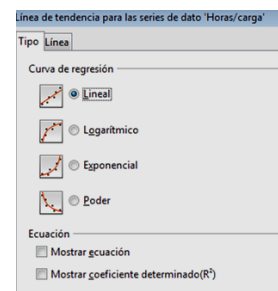 Línea de tendencia para las series de dato 'Horas/carga'
Tipo Línea
Curva de regresión
Lineal
Logarítmico
Exponencial
Poder
Ecuación
Mostrar ecuación
Mostrar coeficiente determinado(R²)